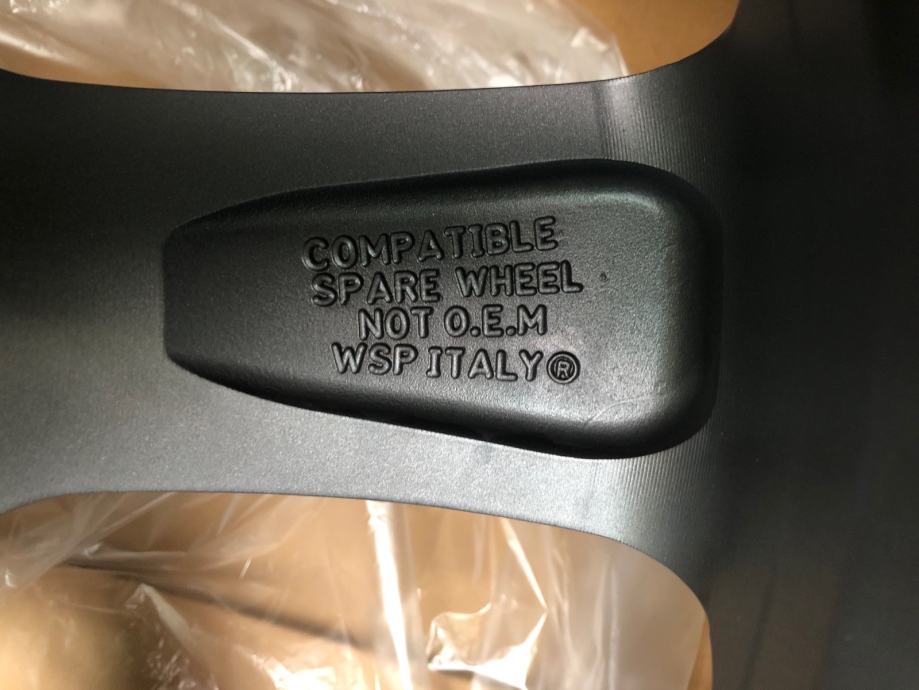 COMPATIBLE
SPARE WHEEL
NOT O.E.M
WSP ITALY®